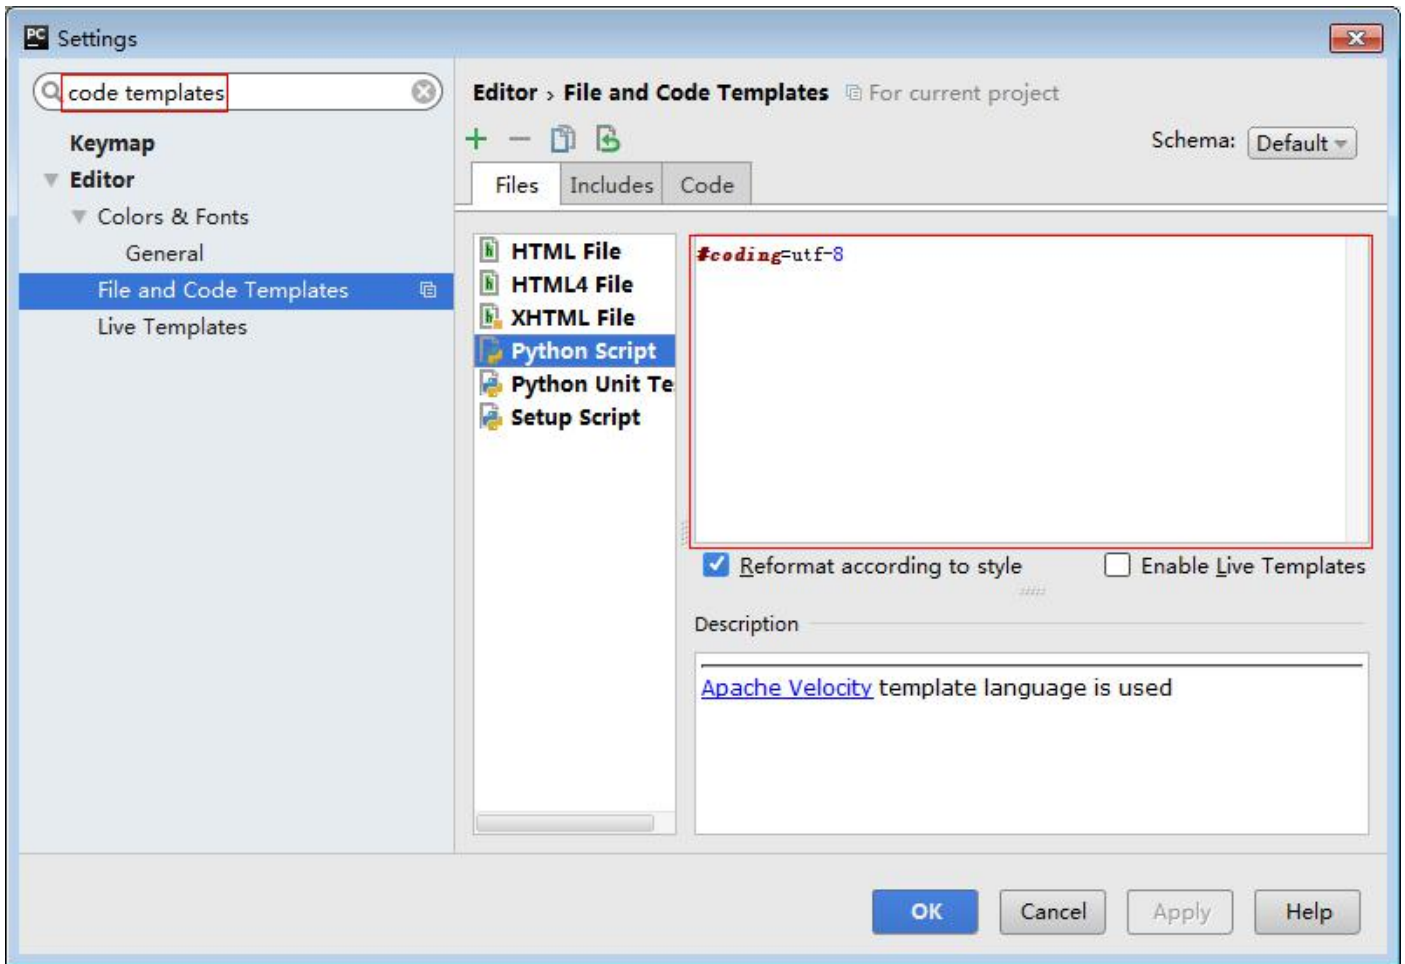 PC Settings
code templates
Keymap
Editor
Colors & Fonts
General
File and Code Templates
Live Templates
Editor › File and Code Templates For current project
Schema: Default
Files Includes Code
HTML File
HTML4 File
XHTML File
Python Script
Python Unit Te
Setup Script
#coding=utf-8
Reformat according to style Enable Live Templates
Description
Apache Velocity template language is used
OK Cancel Apply Help